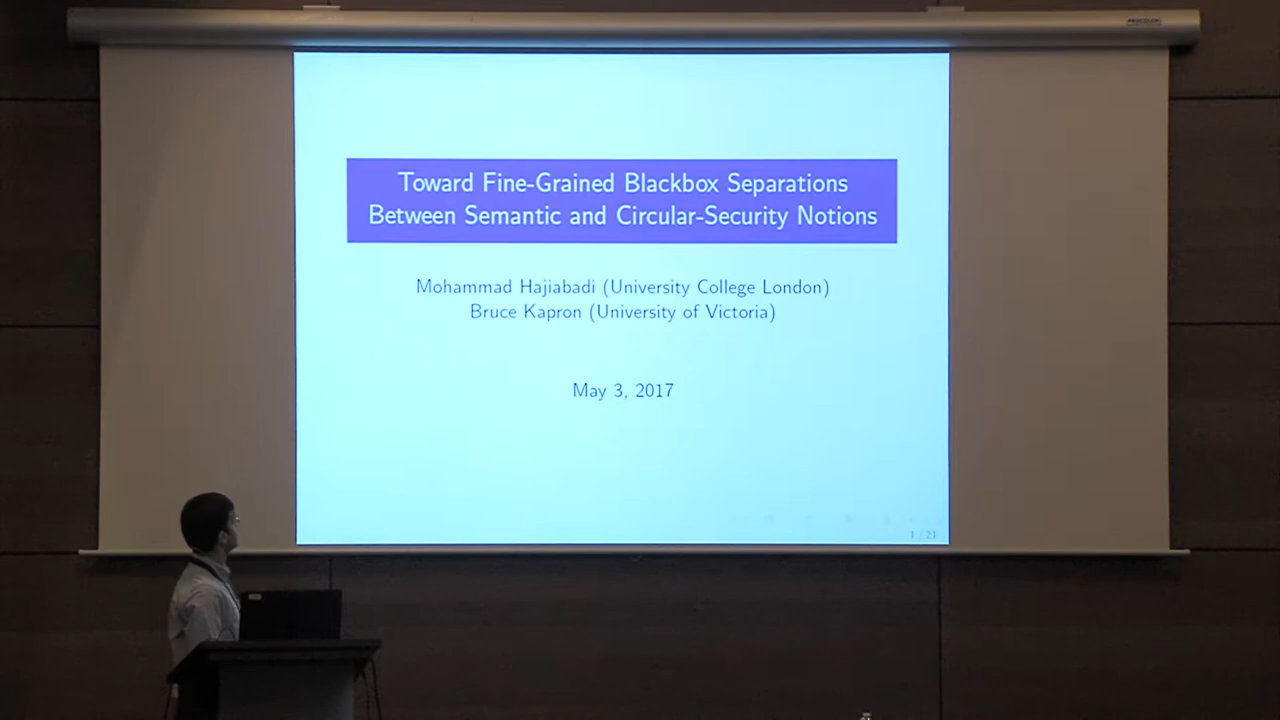 Toward Fine-Grained Blackbox Separations
Between Semantic and Circular-Security Notions
Mohammad Hajiabadi (University College London)
Bruce Kapron (University of Victoria)
May 3, 2017
1 / 21